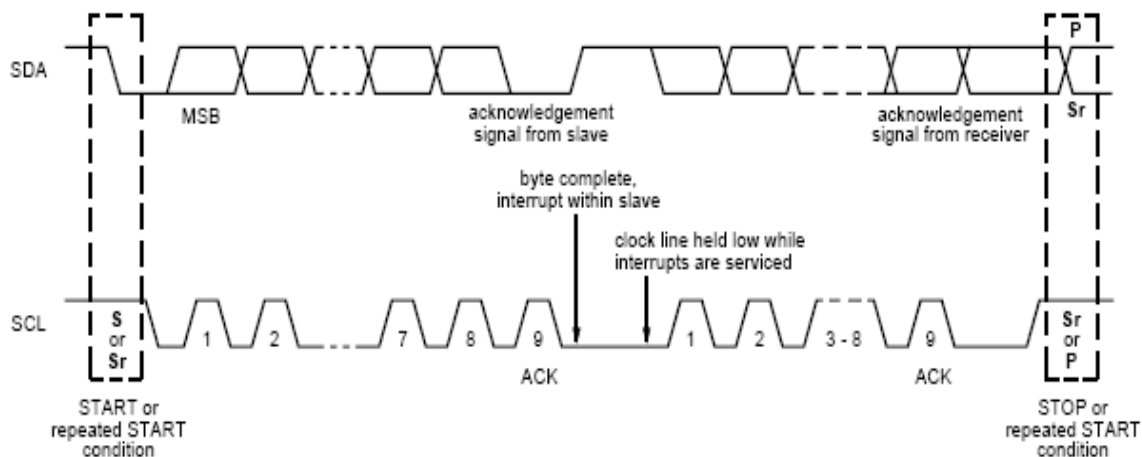 P
SDA
MSB
acknowledgement
signal from slave
acknowledgement
signal from receiver
Sr
byte complete,
interrupt within slave
clock line held low while
interrupts are serviced
SCL
S
or
Sr
1
2
7
8
9
1
2
3 - 8
9
Sr
or
P
ACK
ACK
START or
repeated START
condition
STOP or
repeated START
condition